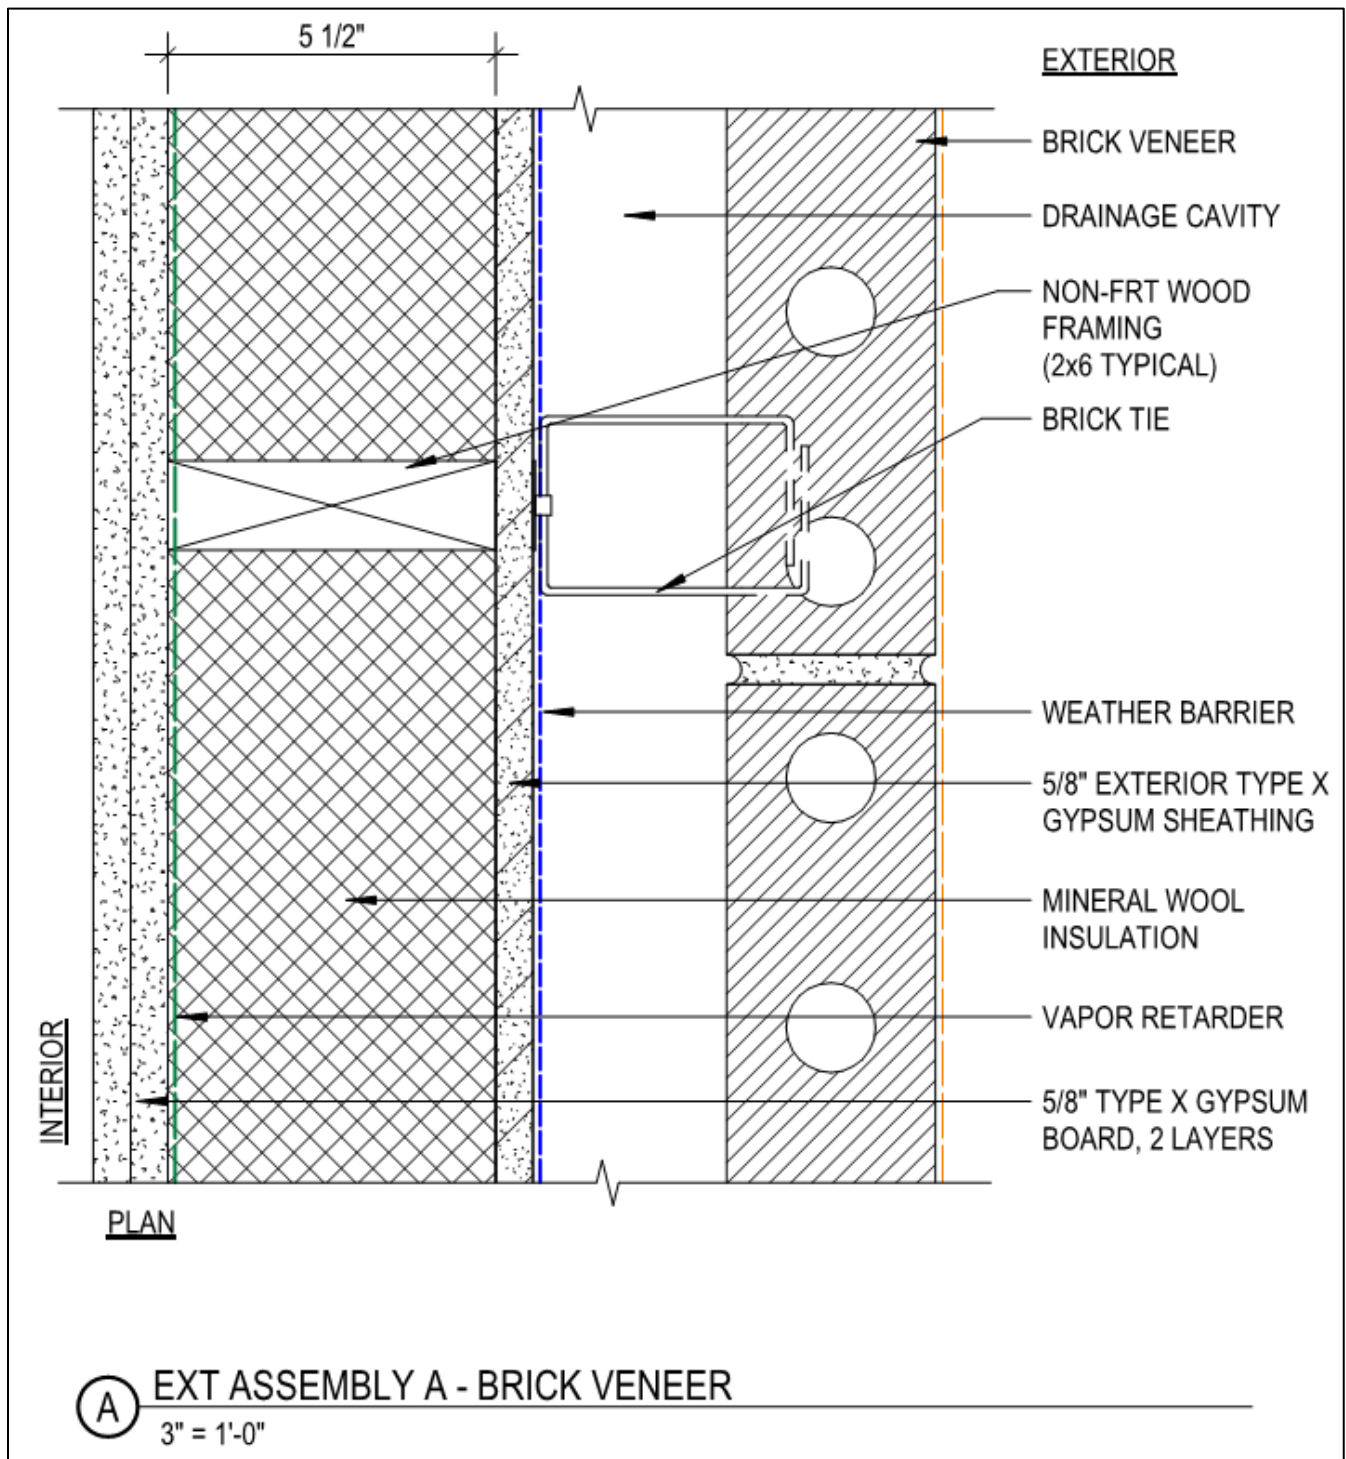 5 1/2"
EXTERIOR
BRICK VENEER
DRAINAGE CAVITY
NON-FRT WOOD
FRAMING
(2x6 TYPICAL)
BRICK TIE
WEATHER BARRIER
5/8" EXTERIOR TYPE X
GYPSUM SHEATHING
MINERAL WOOL
INSULATION
VAPOR RETARDER
5/8" TYPE X GYPSUM
BOARD, 2 LAYERS
INTERIOR
PLAN
A
EXT ASSEMBLY A - BRICK VENEER
3" = 1'-0"